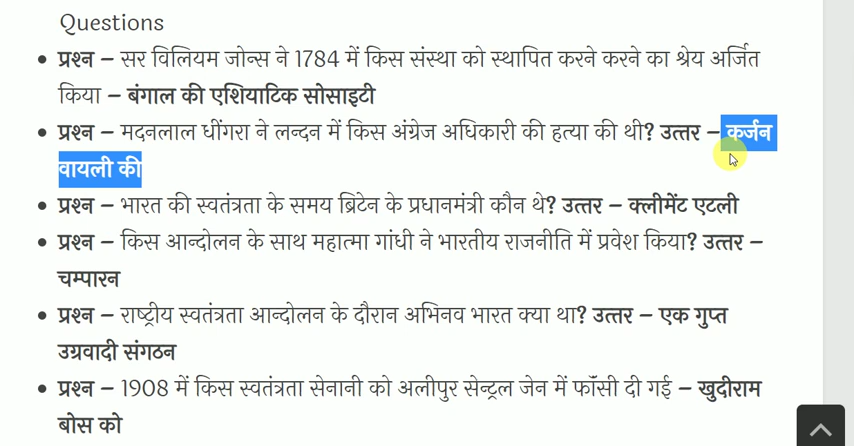 Questions
प्रश्न – सर विलियम जोन्स ने 1784 में किस संस्था को स्थापित करने करने का श्रेय अर्जित
किया – बंगाल की एशियाटिक सोसाइटी
प्रश्न – मदनलाल धींगरा ने लन्दन में किस अंग्रेज अधिकारी की हत्या की थी? उत्तर – कर्जन
वायली की
प्रश्न – भारत की स्वतंत्रता के समय ब्रिटेन के प्रधानमंत्री कौन थे? उत्तर – क्लीमेंट एटली
प्रश्न – किस आन्दोलन के साथ महात्मा गांधी ने भारतीय राजनीति में प्रवेश किया? उत्तर –
चम्पारन
प्रश्न – राष्ट्रीय स्वतंत्रता आन्दोलन के दौरान अभिनव भारत क्या था? उत्तर – एक गुप्त
उग्रवादी संगठन
प्रश्न – 1908 में किस स्वतंत्रता सेनानी को अलीपुर सेन्ट्रल जेन में फाँसी दी गई – खुदीराम
बोस को